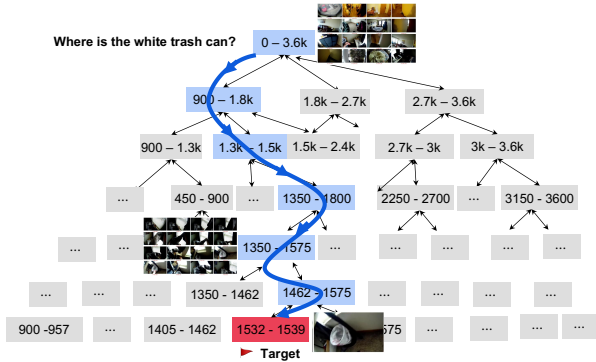 Where is the white trash can?
0 – 3.6k
900 – 1.8k
1.8k – 2.7k
2.7k – 3.6k
900 – 1.3k
1.3k – 1.5k
1.5k – 2.4k
2.7k – 3k
3k – 3.6k
...
450 - 900
...
1350 - 1800
2250 - 2700
...
3150 - 3600
...
...
1350 - 1575
...
...
...
...
...
...
...
...
1350 - 1462
1462 - 1575
...
...
...
...
900 -957
...
1405 - 1462
1532 - 1539
575
...
...
...
Target